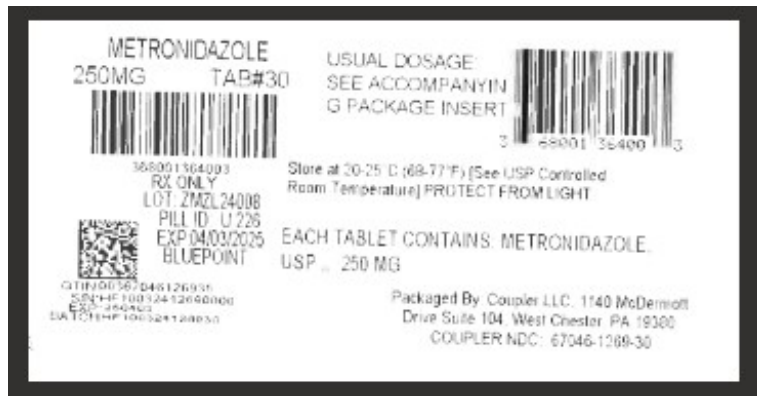 METRONIDAZOLE
250MG TAB#30
368001364003
RX ONLY
LOT: ZMZL24008
PILL ID U 226
EXP 04/03/2025
BLUEPOINT
USUAL DOSAGE:
SEE ACCOMPANYIN
G PACKAGE INSERT
3 68001 36400 3
Store at 20-25°C (68-77°F) [See USP Controlled
Room Temperature] PROTECT FROM LIGHT
EACH TABLET CONTAINS: METRONIDAZOLE,
USP .. 250 MG
Packaged By: Coupler LLC, 1140 McDermott
Drive Suite 104, West Chester, PA 19380
COUPLER NDC: 67046-1269-30